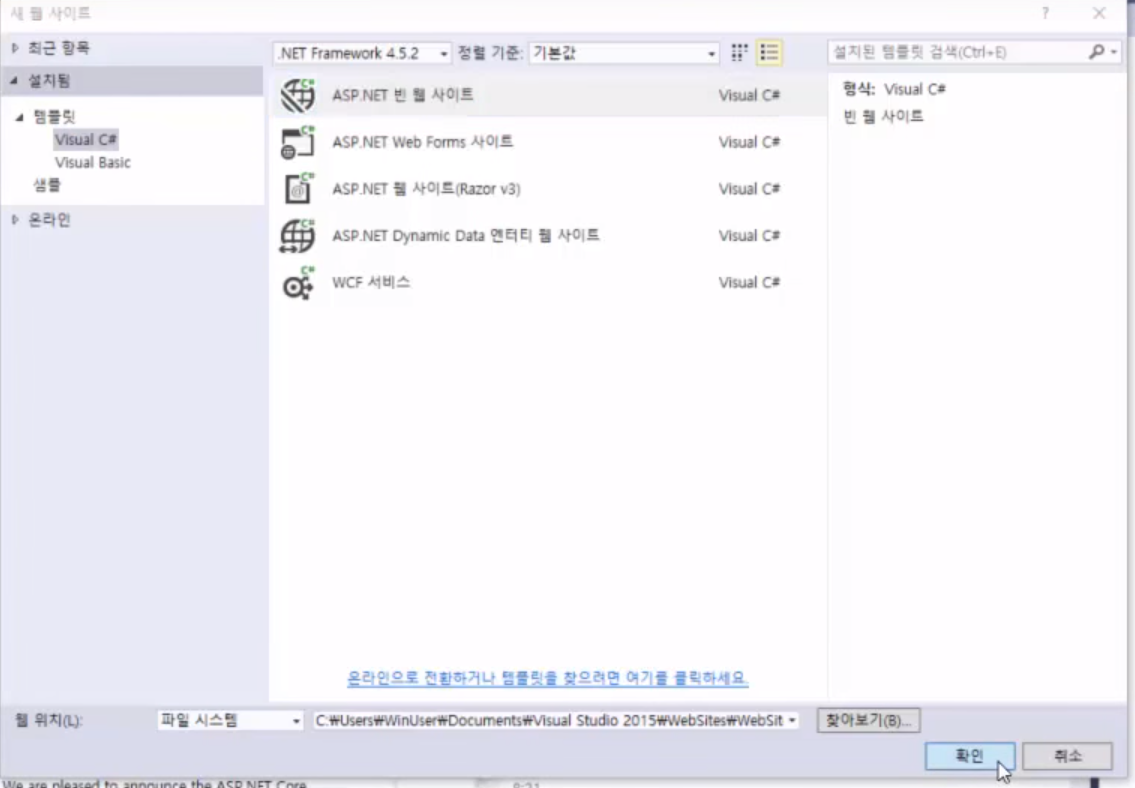 새 웹 사이트
? ×
최근 항목
설치됨
템플릿
Visual C#
Visual Basic
샘플
온라인
.NET Framework 4.5.2 정렬 기준: 기본값
ASP.NET 빈 웹 사이트 Visual C#
ASP.NET Web Forms 사이트 Visual C#
ASP.NET 웹 사이트(Razor v3) Visual C#
ASP.NET Dynamic Data 엔터티 웹 사이트 Visual C#
WCF 서비스 Visual C#
온라인으로 전환하거나 템플릿을 찾으려면 여기를 클릭하세요.
설치된 템플릿 검색(Ctrl+E)
형식: Visual C#
빈 웹 사이트
웹 위치(L): 파일 시스템 C:₩Users₩WinUser₩Documents₩Visual Studio 2015₩WebSites₩WebSit 찾아보기(B)...
확인 취소
We are pleased to announce the ASP.NET Core